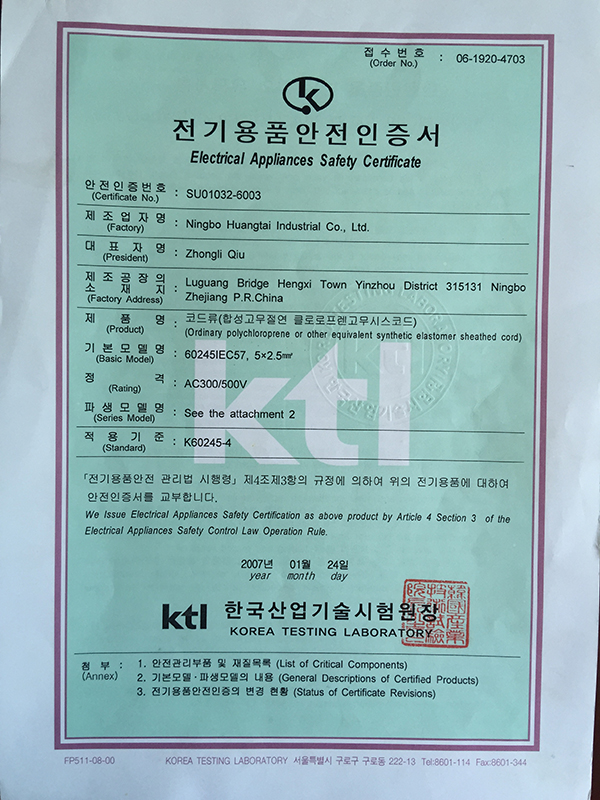 접 수 번 호 : 06-1920-4703
(Order No.)
전기용품안전인증서
Electrical Appliances Safety Certificate
안전인증번호 : SU01032-6003
(Certificate No.)
제 조 업 자 명 : Ningbo Huangtai Industrial Co., Ltd.
(Factory)
대 표 자 명 : Zhongli Qiu
(President)
제 조 공 장 의 : Luguang Bridge Hengxi Town Yinzhou District 315131 Ningbo
소 재 지 Zhejiang P.R.China
(Factory Address)
제 품 명 : 코드류(합성고무절연 클로로프렌고무시스코드)
(Product) (Ordinary polychloroprene or other equivalent synthetic elastomer sheathed cord)
기 본 모 델 명 : 60245IEC57, 5×2.5㎟
(Basic Model)
정 격 : AC300/500V
(Rating)
파 생 모 델 명 : See the attachment 2
(Series Model)
적 용 기 준 : K60245-4
(Standard)
ktl
「전기용품안전 관리법 시행령」 제4조제3항의 규정에 의하여 위의 전기용품에 대하여
안전인증서를 교부합니다.
We Issue Electrical Appliances Safety Certification as above product by Article 4 Section 3 of the
Electrical Appliances Safety Control Law Operation Rule.
2007년 01월 24일
year month day
ktl 한국산업기술시험원장
KOREA TESTING LABORATORY
첨 부 : 1. 안전관리부품 및 재질목록 (List of Critical Components)
(Annex) 2. 기본모델·파생모델의 내용 (General Descriptions of Certified Products)
3. 전기용품안전인증의 변경 현황 (Status of Certificate Revisions)
FP511-08-00 KOREA TESTING LABORATORY 서울특별시 구로구 구로동 222-13 Tel:8601-114 Fax:8601-344